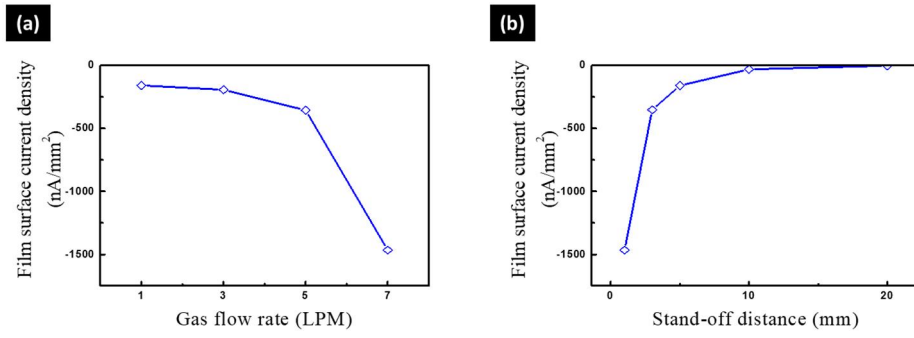 (a)
Film surface current density
(nA/mm²)
0
-500
-1000
-1500
1
3
5
7
Gas flow rate (LPM)
(b)
Film surface current density
(nA/mm²)
0
-500
-1000
-1500
0
10
20
Stand-off distance (mm)